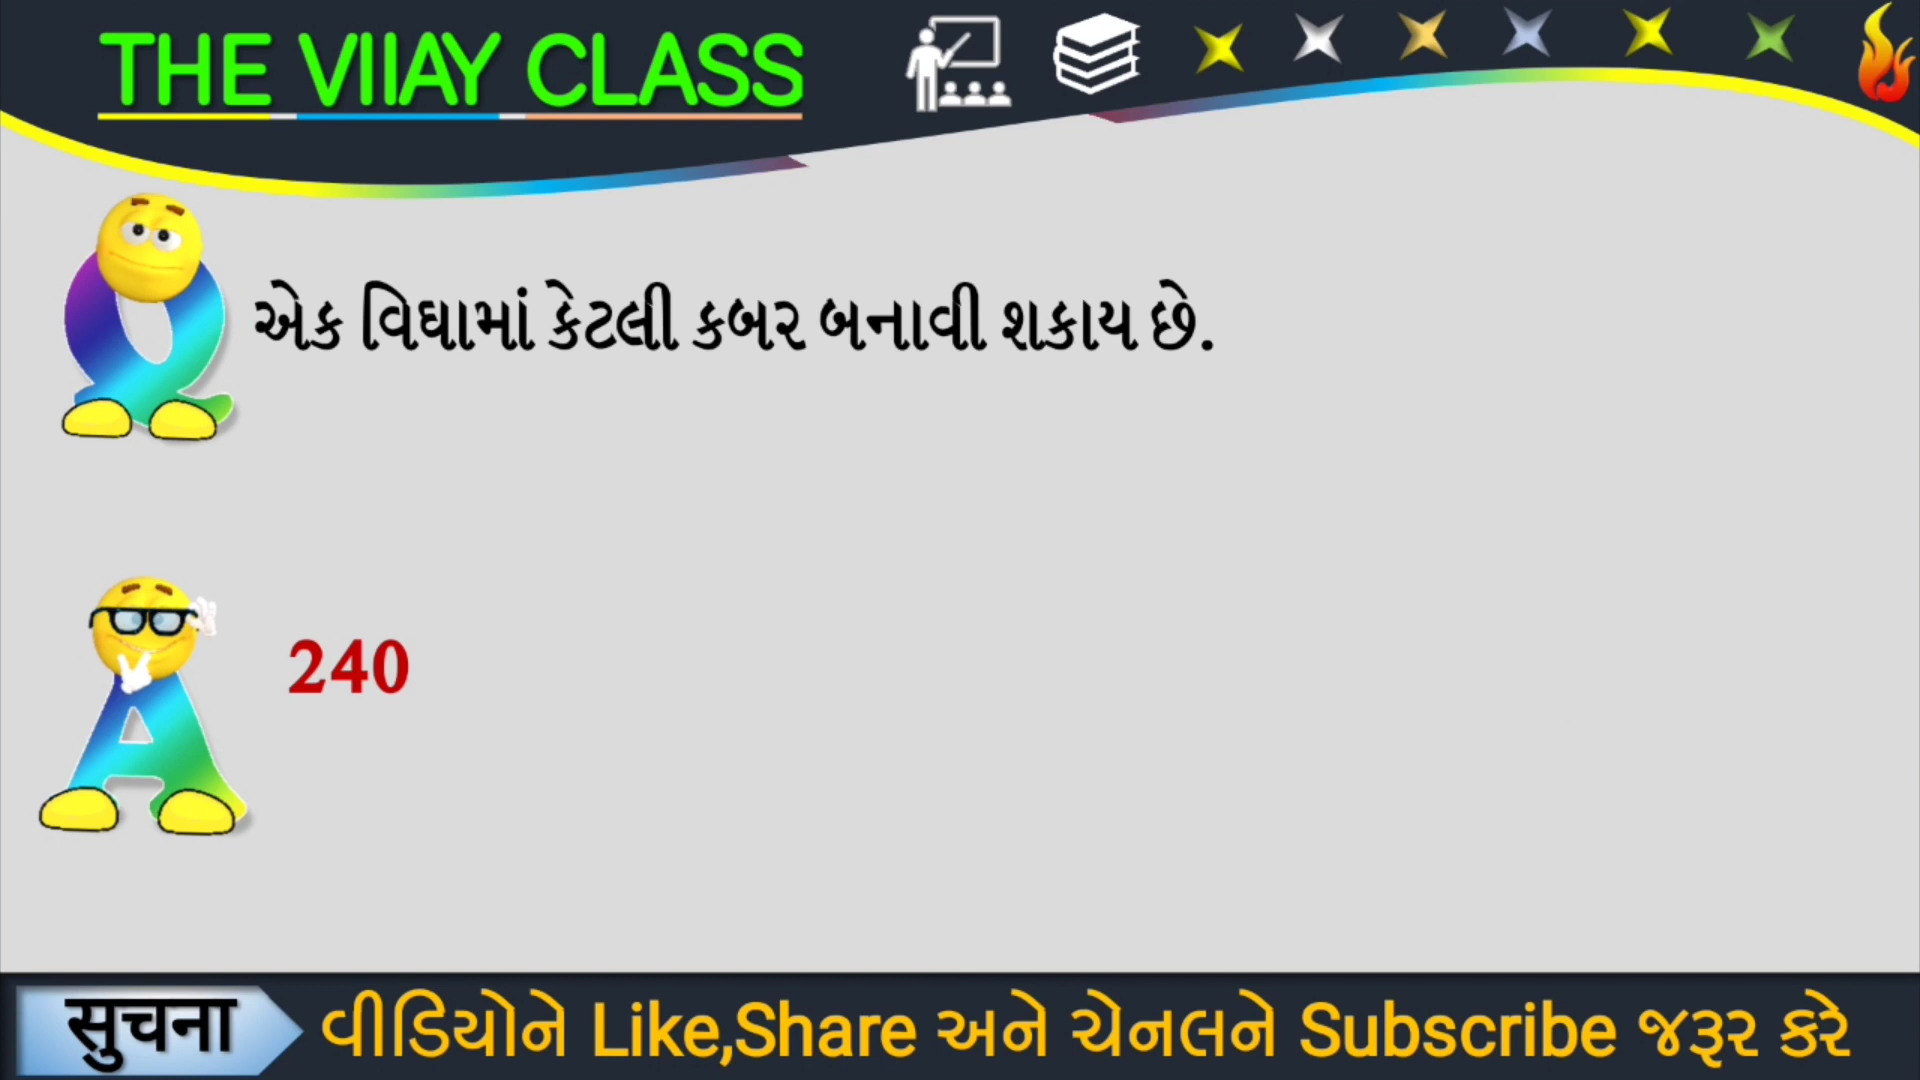 THE VIIAY CLASS
એક વિઘામાં કેટલી કબર બનાવી શકાય છે.
240
सुचना
વીડિયોને Like,Share અને ચેનલને Subscribe જરૂર કરે